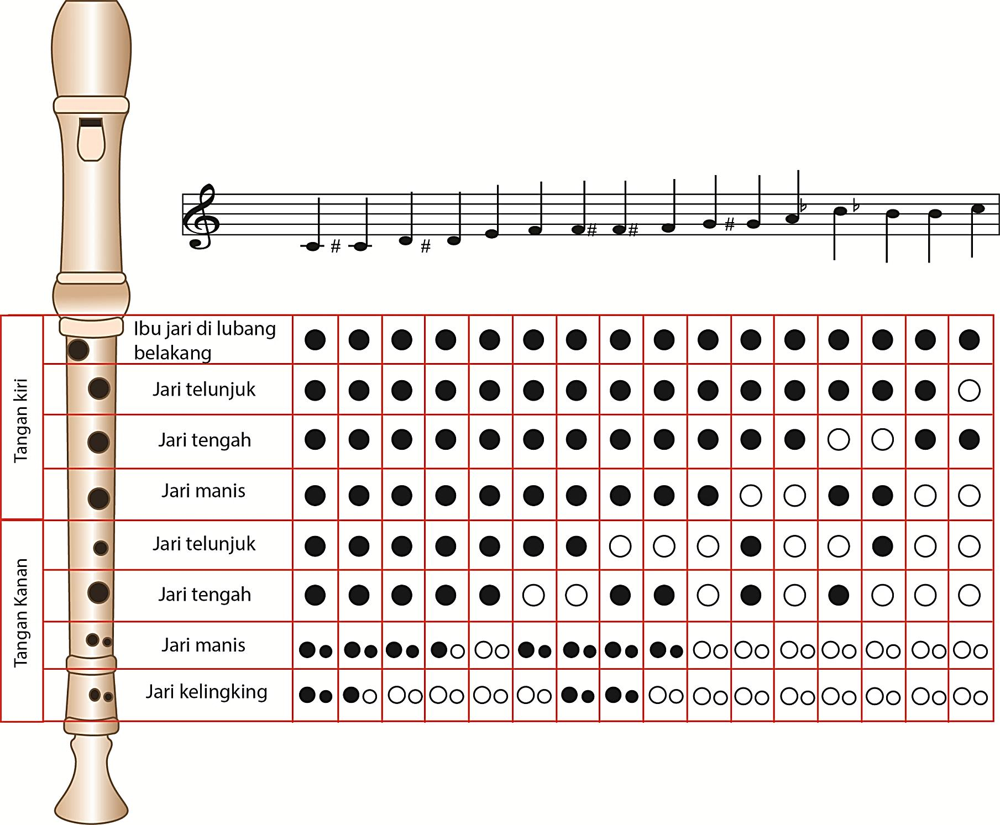 # # # # # ♭ ♭
Tangan kiri
Ibu jari di lubang
belakang
Jari telunjuk
Jari tengah
Jari manis
Tangan Kanan
Jari telunjuk
Jari tengah
Jari manis
Jari kelingking